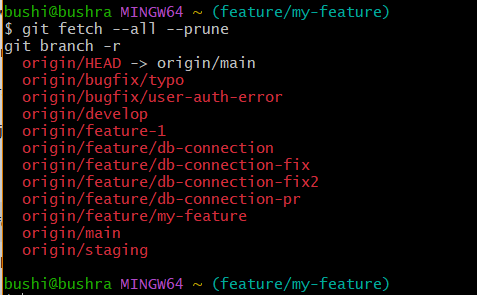 bushi@bushra MINGW64 ~ (feature/my-feature)
$ git fetch --all --prune
git branch -r
  origin/HEAD -> origin/main
  origin/bugfix/typo
  origin/bugfix/user-auth-error
  origin/develop
  origin/feature-1
  origin/feature/db-connection
  origin/feature/db-connection-fix
  origin/feature/db-connection-fix2
  origin/feature/db-connection-pr
  origin/feature/my-feature
  origin/main
  origin/staging
bushi@bushra MINGW64 ~ (feature/my-feature)